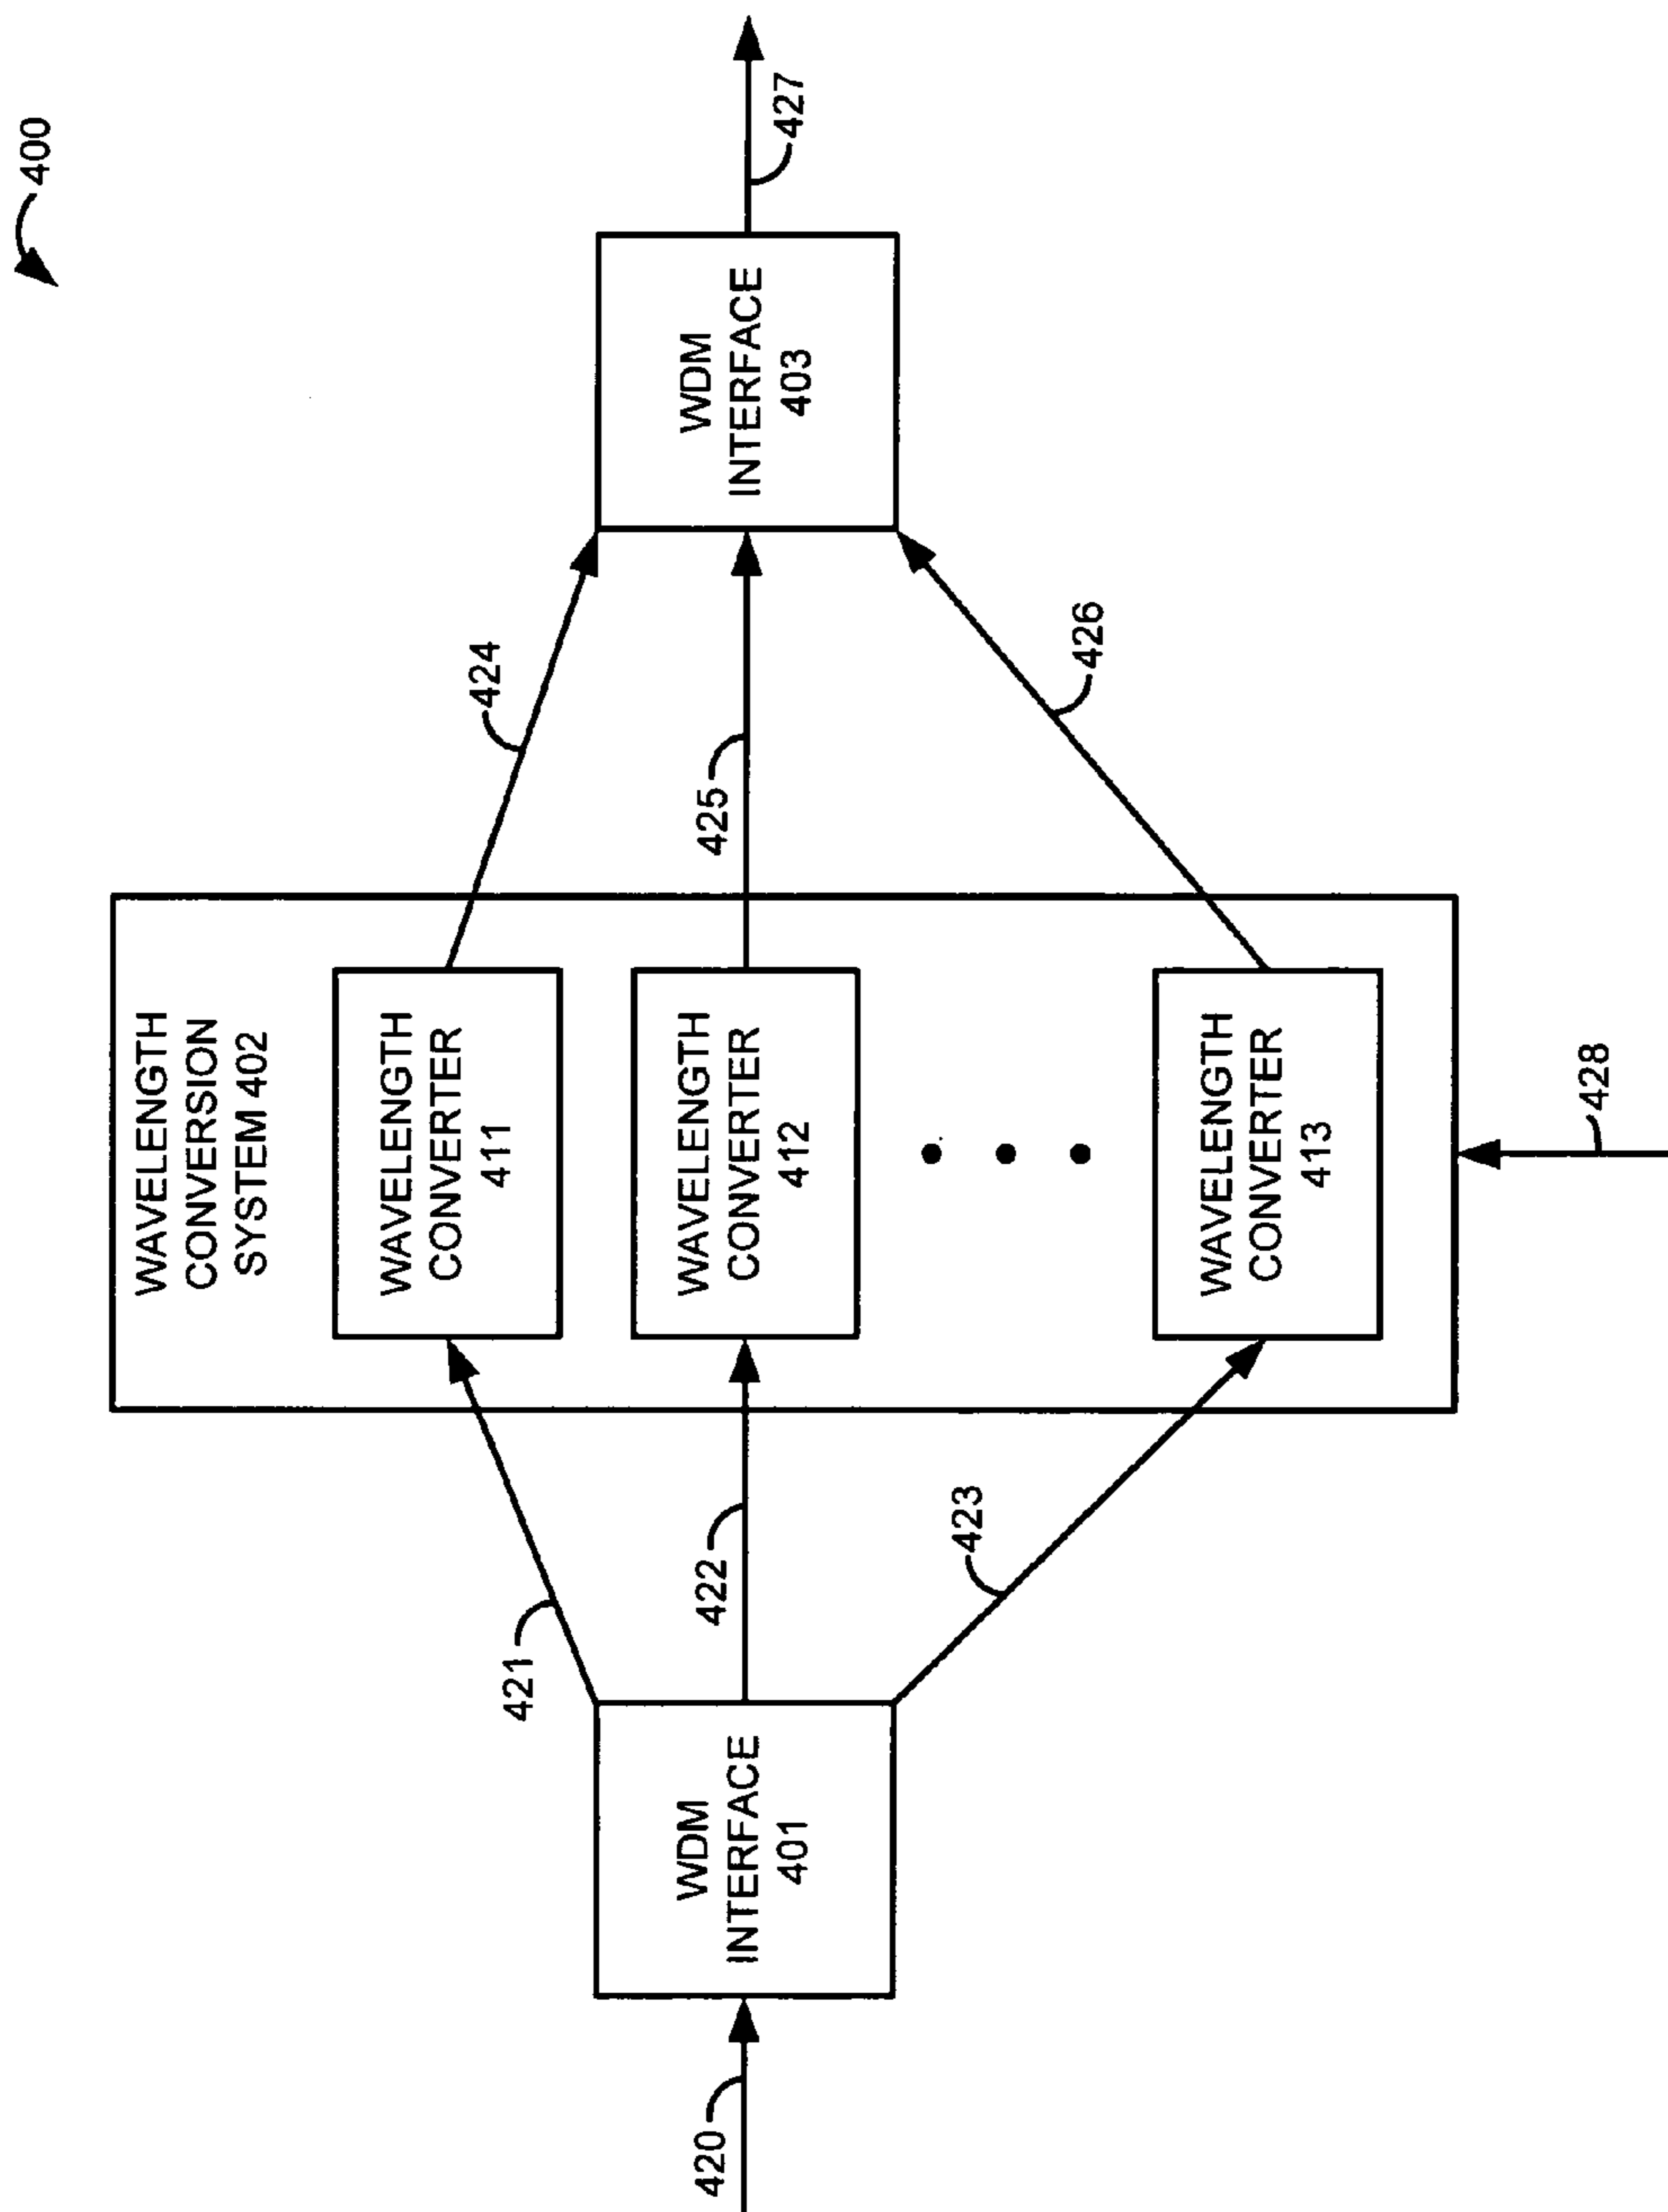 400
WAVELENGTH
CONVERSION
SYSTEM 402
WAVELENGTH
CONVERTER
411
421
424
WDM
INTERFACE
401
420
422
WAVELENGTH
CONVERTER
412
425
WDM
INTERFACE
403
427
423
426
WAVELENGTH
CONVERTER
413
428